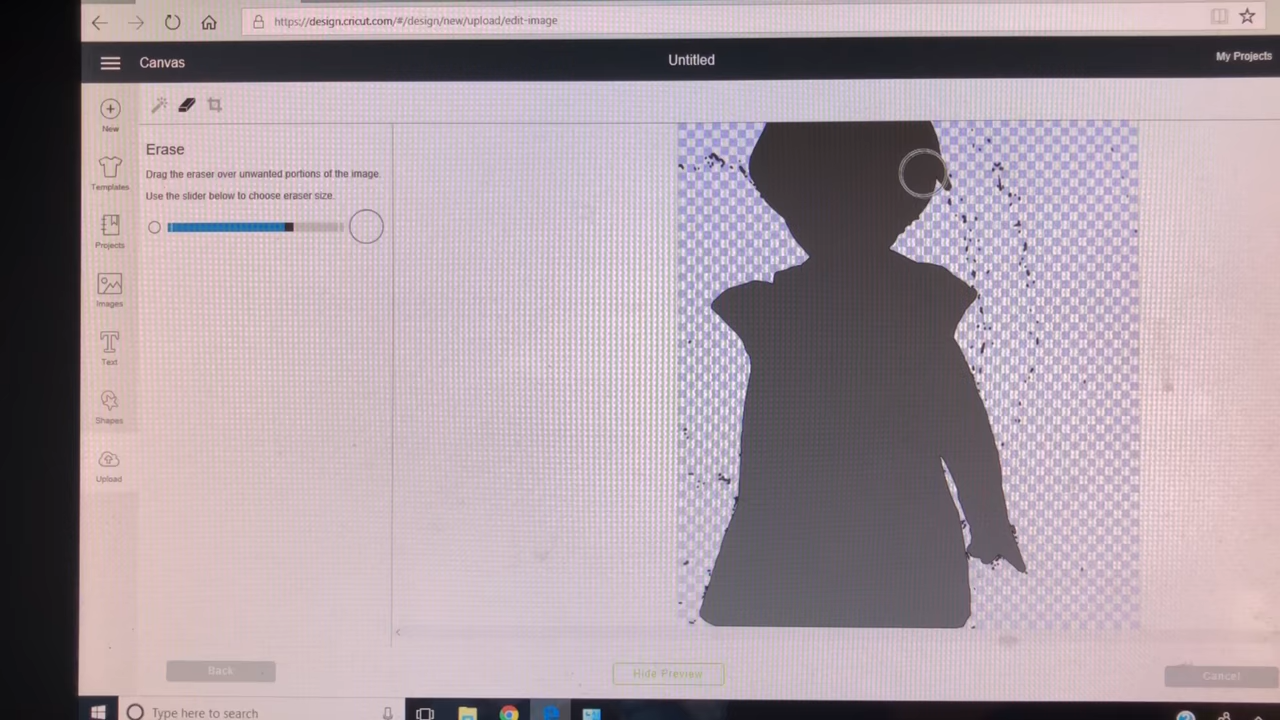 https://design.cricut.com/#/design/new/upload/edit-image
Canvas
Untitled
My Projects
New
Templates
Projects
Images
Text
Shapes
Upload
Erase
Drag the eraser over unwanted portions of the image.
Use the slider below to choose eraser size.
Back
Hide Preview
Cancel
Type here to search